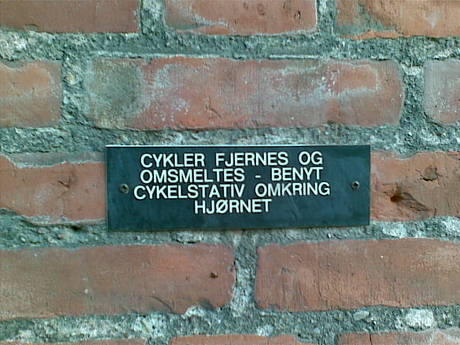 CYKLER FJERNES OG
OMSMELTES - BENYT
CYKELSTATIV OMKRING
HJØRNET